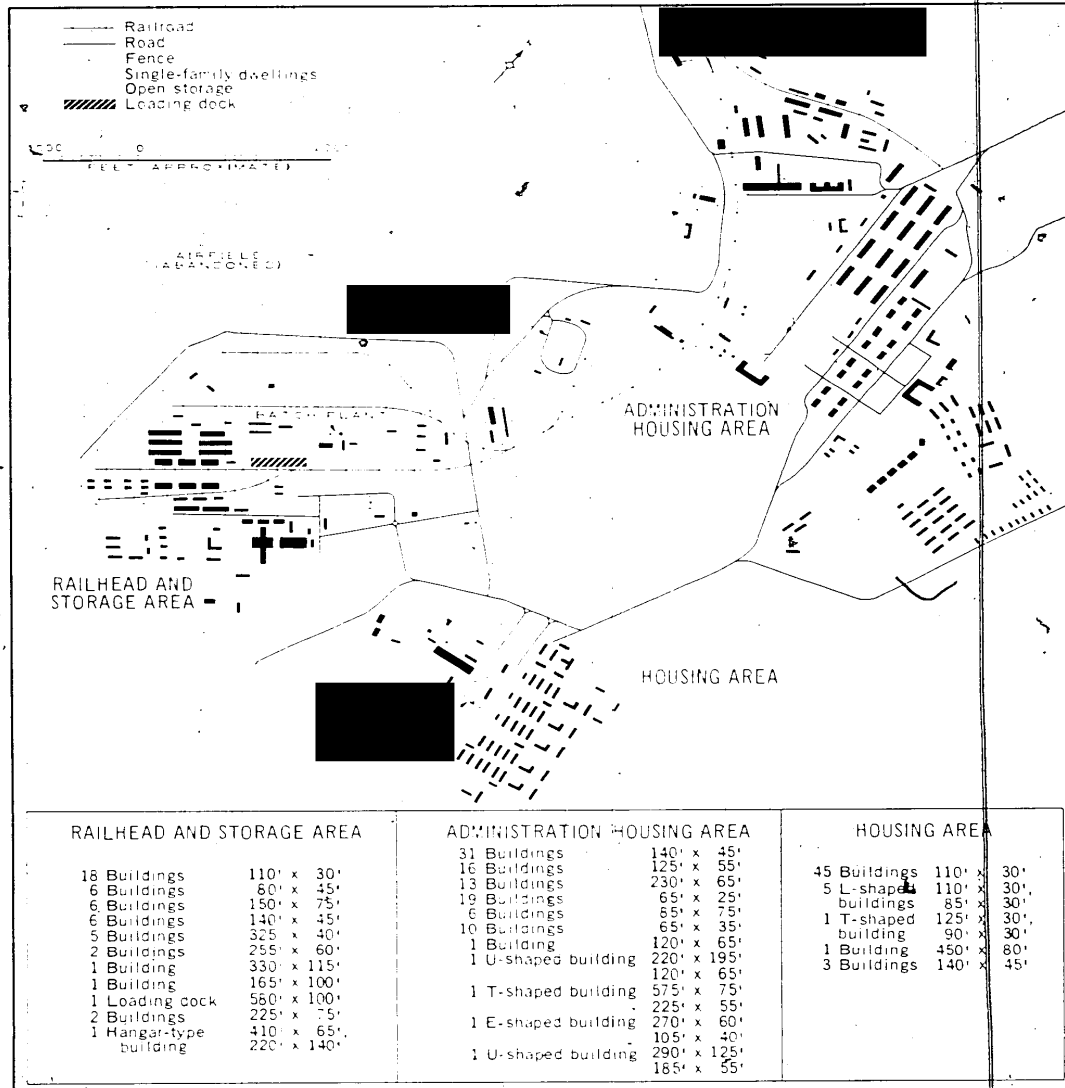 Railroad
Road
Fence
Single-family dwellings
Open storage
Loading dock
0
FEET APPROXIMATE)
AIRFIELD
(ABANDONED)
BATCH PLANT
ADMINISTRATION
HOUSING AREA
RAILHEAD AND
STORAGE AREA
HOUSING AREA
RAILHEAD AND STORAGE AREA
18 Buildings 110' x 30'
6 Buildings 80' x 45'
6 Buildings 150' x 75'
6 Buildings 140' x 45'
5 Buildings 325 x 40'
2 Buildings 255' x 60'
1 Building 330' x 115'
1 Building 165' x 100'
1 Loading dock 580' x 100'
2 Buildings 225' x 75'
1 Hangar-type 410' x 65',
building 220' x 140'
ADMINISTRATION HOUSING AREA
31 Buildings 140' x 45'
16 Buildings 125' x 55'
13 Buildings 230' x 65'
19 Buildings 65' x 25'
6 Buildings 85' x 75'
10 Buildings 65' x 35'
1 Building 120' x 65'
1 U-shaped building 220' x 195'
120' x 65'
1 T-shaped building 575' x 75'
225' x 55'
1 E-shaped building 270' x 60'
105' x 40'
1 U-shaped building 290' x 125'
185' x 55'
HOUSING AREA
45 Buildings 110' x 30'
5 L-shaped 110' x 30',
buildings 85' x 30'
1 T-shaped 125' x 30',
building 90' x 30'
1 Building 450' x 80'
3 Buildings 140' x 45'